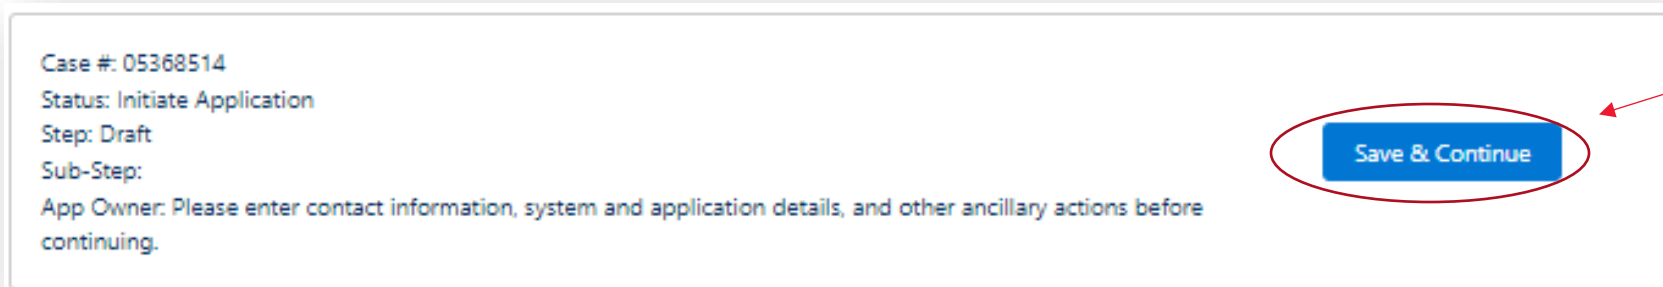 Case #: 05368514
Status: Initiate Application
Step: Draft
Sub-Step:
App Owner: Please enter contact information, system and application details, and other ancillary actions before
continuing.
Save & Continue